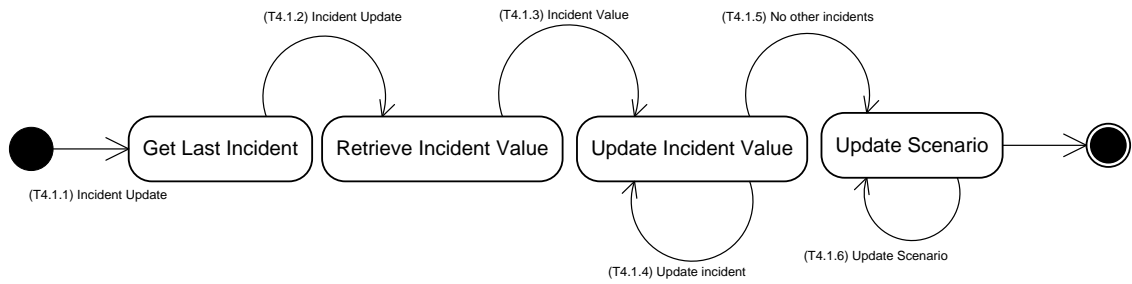 (T4.1.2) Incident Update
(T4.1.3) Incident Value
(T4.1.5) No other incidents
Get Last Incident
Retrieve Incident Value
Update Incident Value
Update Scenario
(T4.1.1) Incident Update
(T4.1.6) Update Scenario
(T4.1.4) Update incident